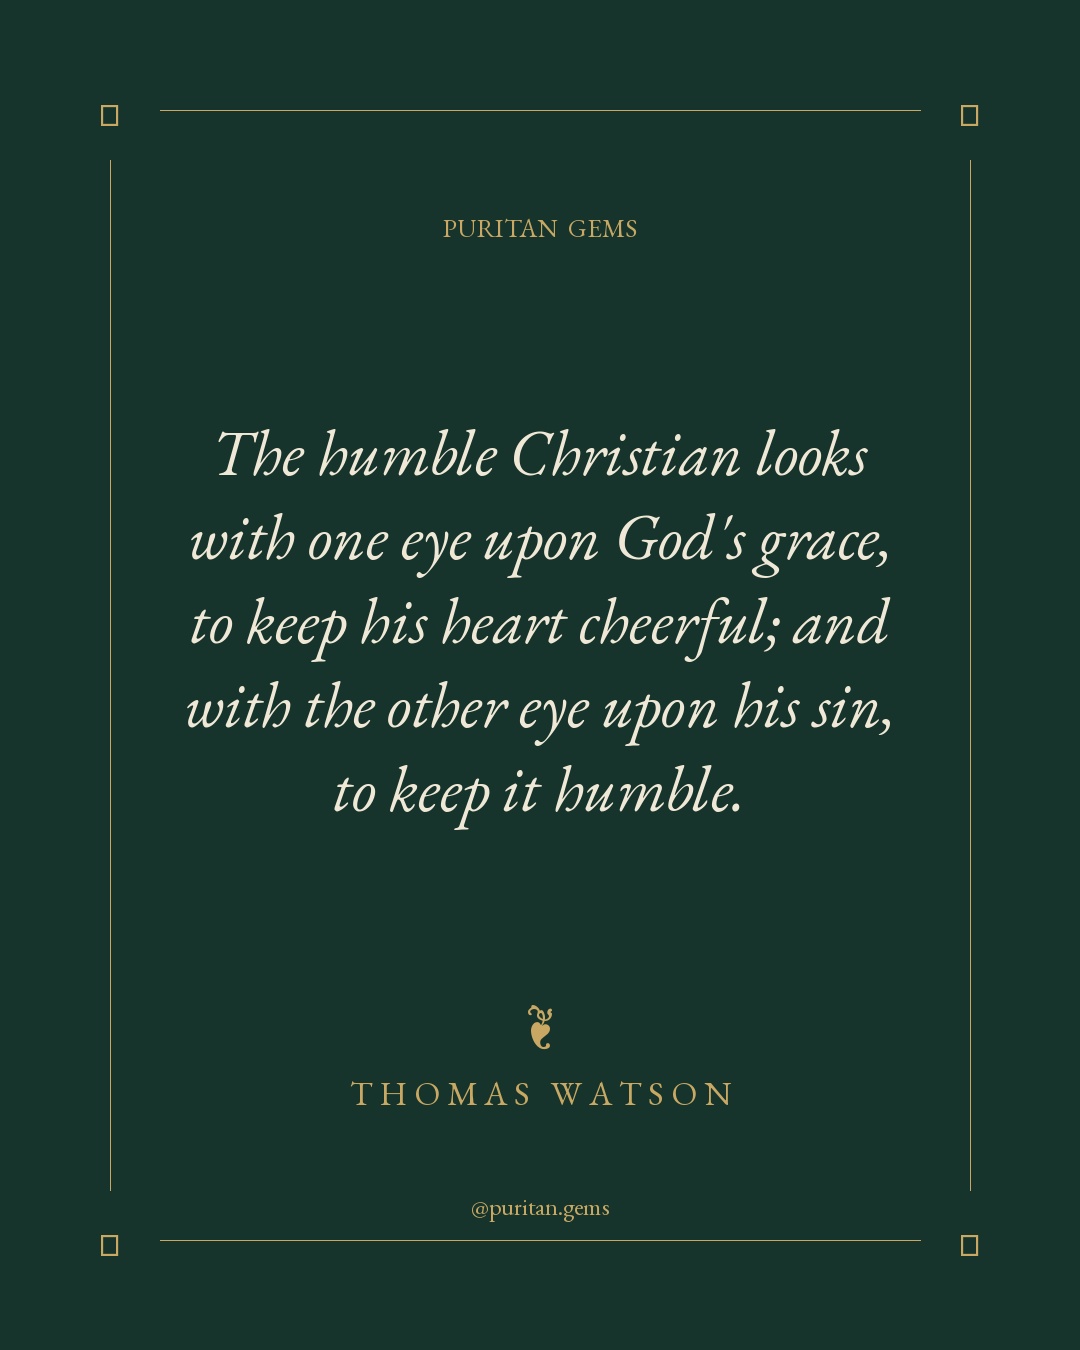 PURITAN GEMS
The humble Christian looks
with one eye upon God's grace,
to keep his heart cheerful; and
with the other eye upon his sin,
to keep it humble.
THOMAS WATSON
@puritan.gems